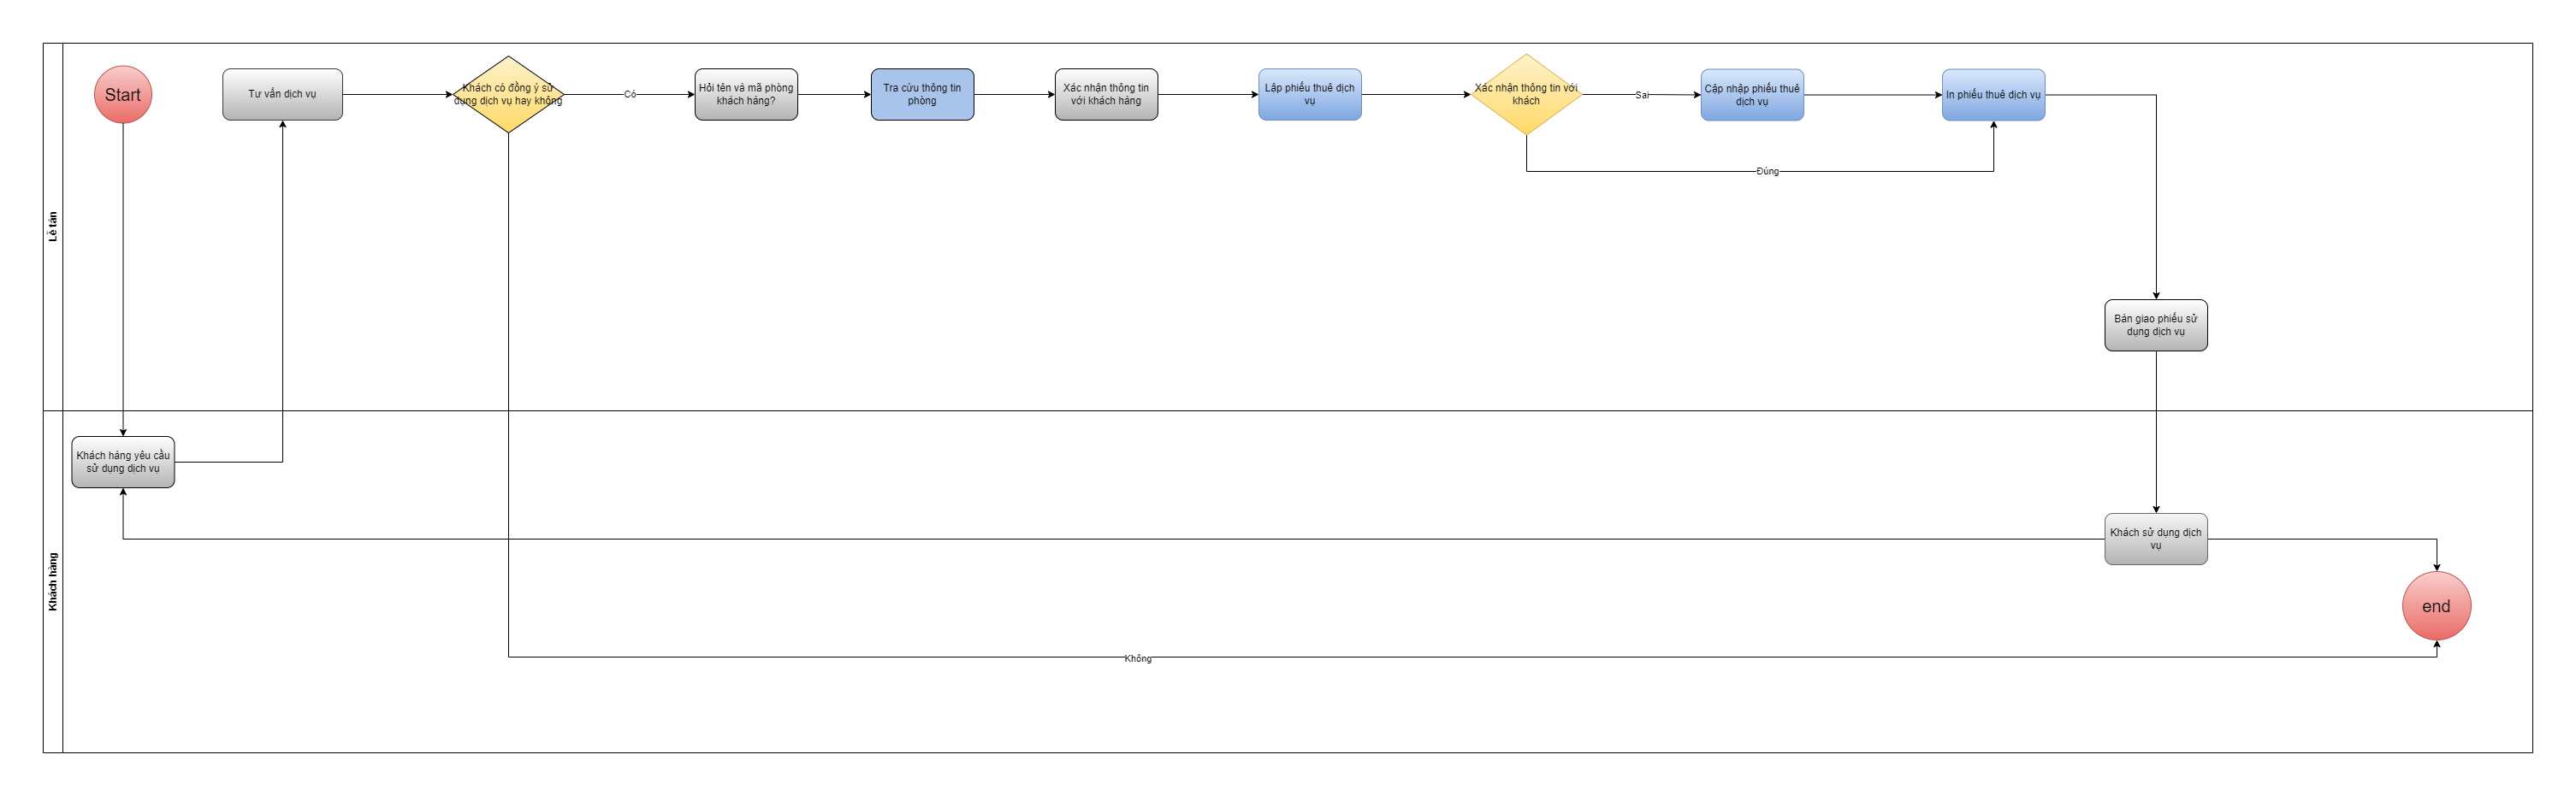 Lễ tân
Start
Tư vấn dịch vụ
Khách có đồng ý sử
dụng dịch vụ hay không
Có
Hỏi tên và mã phòng
khách hàng?
Tra cứu thông tin
phòng
Xác nhận thông tin
với khách hàng
Lập phiếu thuê dịch
vụ
Xác nhận thông tin với
khách
Sai
Cập nhập phiếu thuê
dịch vụ
In phiếu thuê dịch vụ
Đúng
Bàn giao phiếu sử
dụng dịch vụ
Khách hàng
Khách hàng yêu cầu
sử dụng dịch vụ
Khách sử dụng dịch
vụ
end
Không